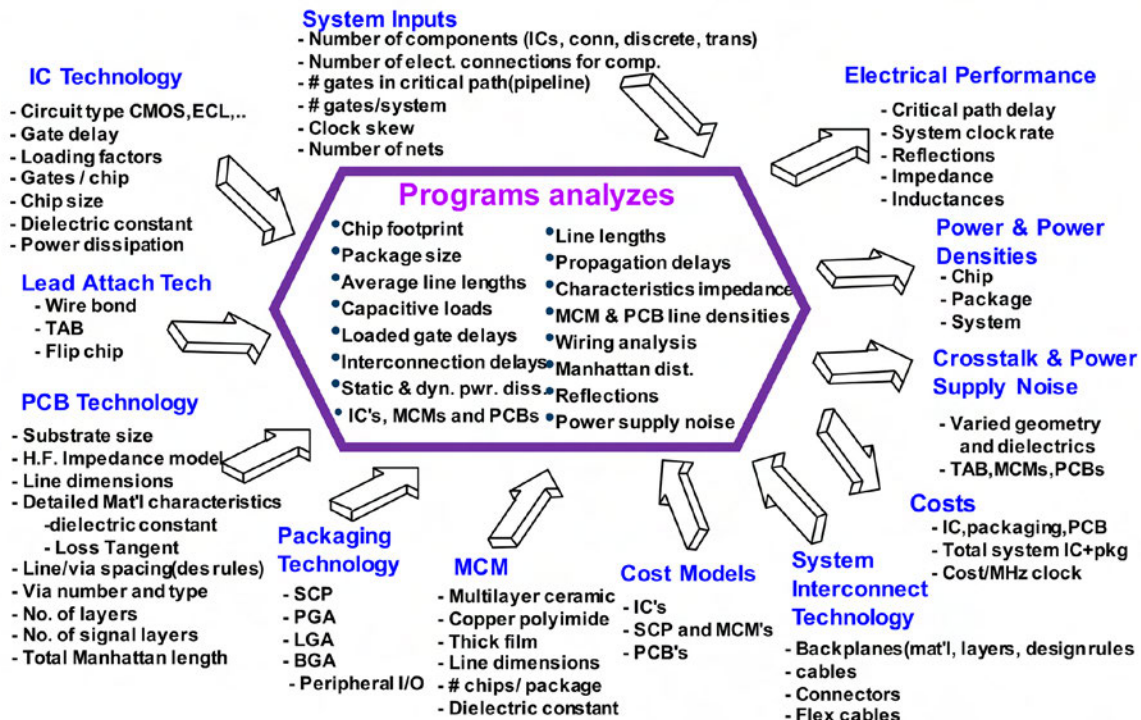 System Inputs
- Number of components (ICs, conn, discrete, trans)
- Number of elect. connections for comp.
- # gates in critical path(pipeline)
- # gates/system
- Clock skew
- Number of nets
IC Technology
- Circuit type CMOS,ECL,..
- Gate delay
- Loading factors
- Gates / chip
- Chip size
- Dielectric constant
- Power dissipation
Lead Attach Tech
- Wire bond
- TAB
- Flip chip
PCB Technology
- Substrate size
- H.F. Impedance model
- Line dimensions
- Detailed Mat'l characteristics
-dielectric constant
- Loss Tangent
- Line/via spacing(des rules)
- Via number and type
- No. of layers
- No. of signal layers
- Total Manhattan length
Programs analyzes
•Chip footprint
•Package size
•Average line lengths
•Capacitive loads
•Loaded gate delays
•Interconnection delays
•Static & dyn. pwr. diss.
• IC's, MCMs and PCBs
•Line lengths
•Propagation delays
•Characteristics impedance
•MCM & PCB line densities
•Wiring analysis
•Manhattan dist.
•Reflections
•Power supply noise
Packaging
Technology
- SCP
- PGA
- LGA
- BGA
- Peripheral I/O
MCM
- Multilayer ceramic
- Copper polyimide
- Thick film
- Line dimensions
- # chips/ package
- Dielectric constant
Cost Models
- IC's
- SCP and MCM's
- PCB's
System
Interconnect
Technology
- Backplanes(mat'l, layers, design rules
- cables
- Connectors
- Flex cables
Electrical Performance
- Critical path delay
- System clock rate
- Reflections
- Impedance
- Inductances
Power & Power
Densities
- Chip
- Package
- System
Crosstalk & Power
Supply Noise
- Varied geometry
and dielectrics
- TAB,MCMs,PCBs
Costs
- IC,packaging,PCB
- Total system IC+pkg
- Cost/MHz clock